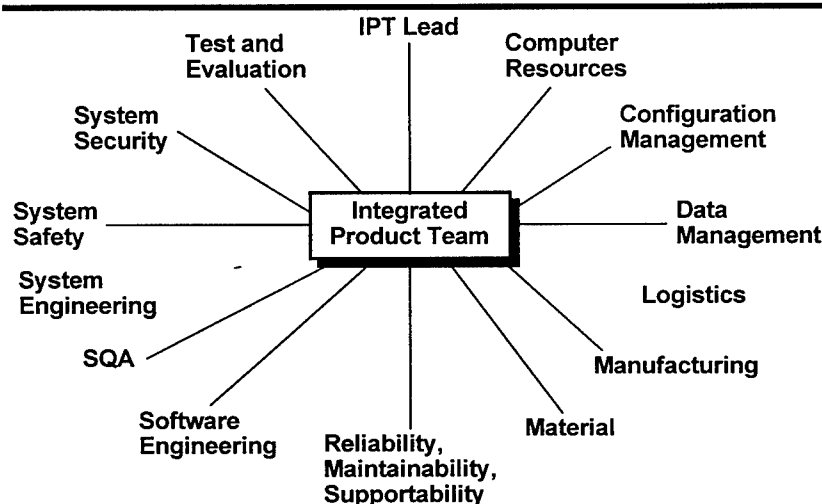 IPT Lead
Test and
Evaluation
Computer
Resources
System
Security
Configuration
Management
Integrated
Product Team
System
Safety
Data
Management
System
Engineering
Logistics
SQA
Manufacturing
Software
Engineering
Material
Reliability,
Maintainability,
Supportability